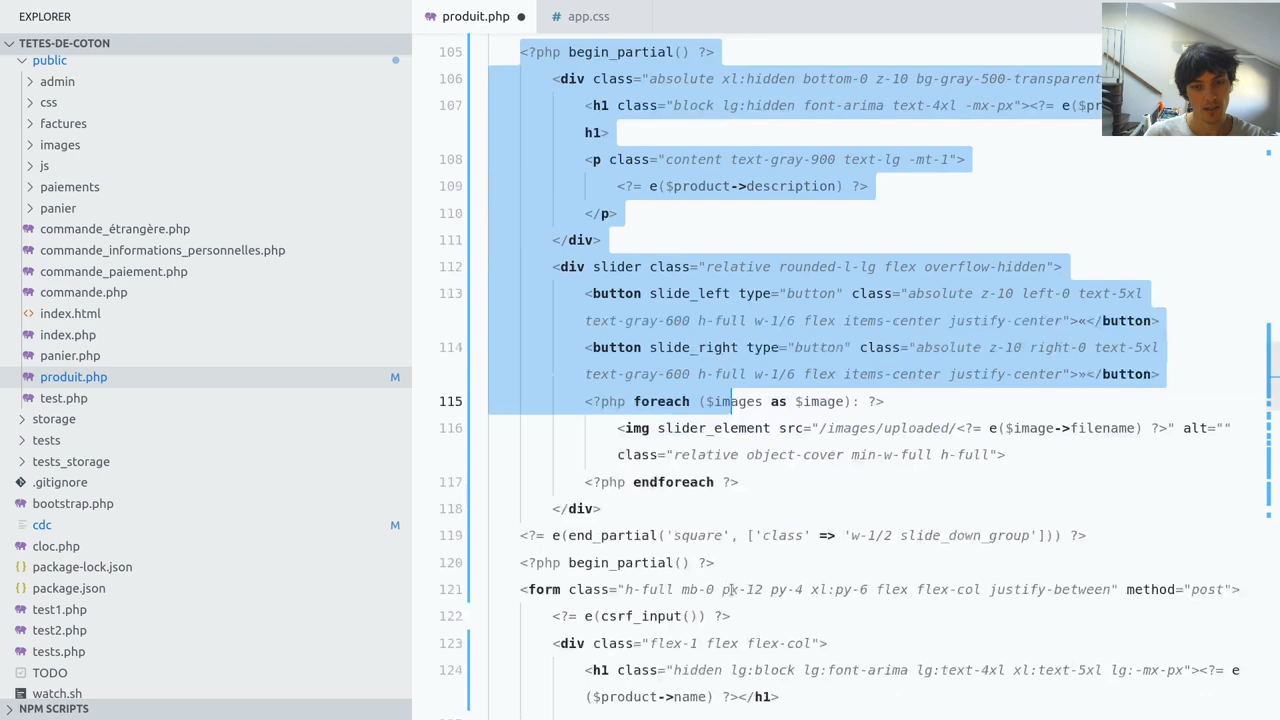 EXPLORER
TETES-DE-COTON
public
admin
css
factures
images
js
paiements
panier
commande_étrangère.php
commande_informations_personnelles.php
commande_paiement.php
commande.php
index.html
index.php
panier.php
produit.php M
test.php
storage
tests
tests_storage
.gitignore
bootstrap.php
cdc M
cloc.php
package-lock.json
package.json
test1.php
test2.php
tests.php
TODO
watch.sh
NPM SCRIPTS
produit.php
app.css
105 <?php begin_partial() ?>
106 <div class="absolute xl:hidden bottom-0 z-10 bg-gray-500-transparent
107 <h1 class="block lg:hidden font-arima text-4xl -mx-px"><?= e($pr
h1>
108 <p class="content text-gray-900 text-lg -mt-1">
109 <?= e($product->description) ?>
110 </p>
111 </div>
112 <div slider class="relative rounded-l-lg flex overflow-hidden">
113 <button slide_left type="button" class="absolute z-10 left-0 text-5xl
text-gray-600 h-full w-1/6 flex items-center justify-center">«</button>
114 <button slide_right type="button" class="absolute z-10 right-0 text-5xl
text-gray-600 h-full w-1/6 flex items-center justify-center">»</button>
115 <?php foreach ($images as $image): ?>
116 <img slider_element src="/images/uploaded/<?= e($image->filename) ?>" alt=""
class="relative object-cover min-w-full h-full">
117 <?php endforeach ?>
118 </div>
119 <?= e(end_partial('square', ['class' => 'w-1/2 slide_down_group'])) ?>
120 <?php begin_partial() ?>
121 <form class="h-full mb-0 px-12 py-4 xl:py-6 flex flex-col justify-between" method="post">
122 <?= e(csrf_input()) ?>
123 <div class="flex-1 flex flex-col">
124 <h1 class="hidden lg:block lg:font-arima lg:text-4xl xl:text-5xl lg:-mx-px"><?= e
($product->name) ?></h1>